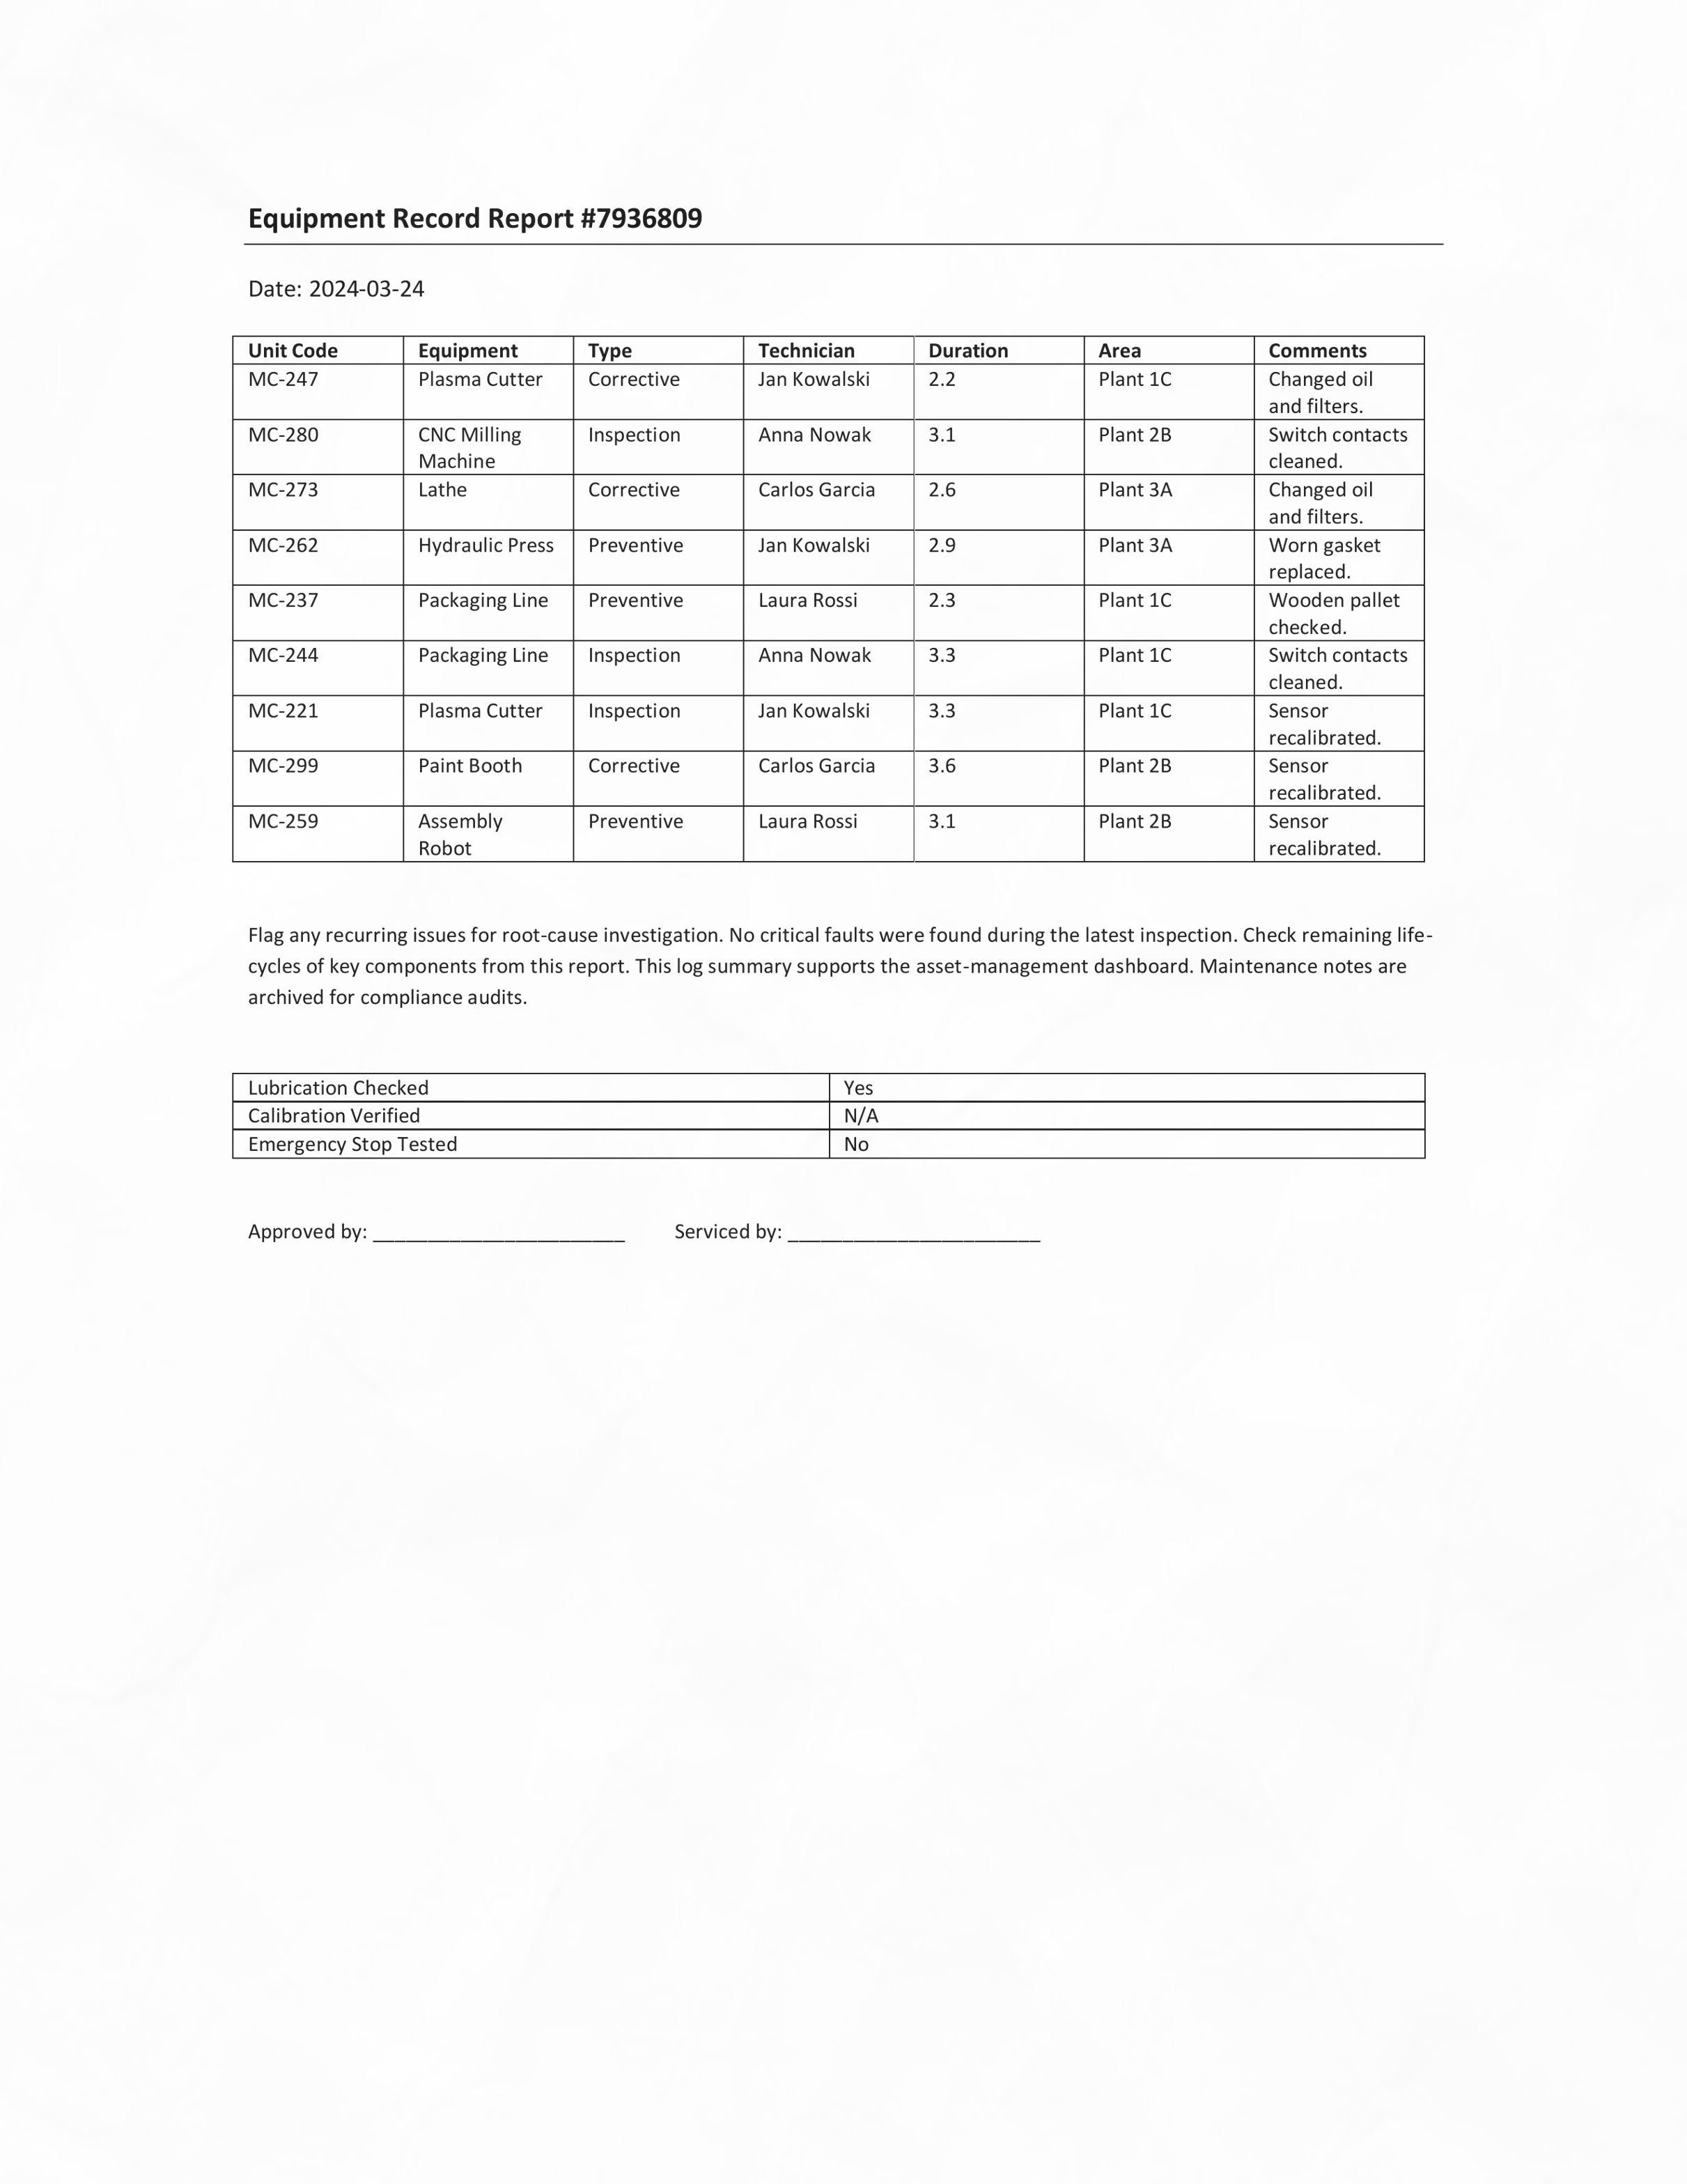 Equipment Record Report #7936809
Date: 2024-03-24
Unit Code Equipment Type Technician Duration Area Comments
MC-247 Plasma Cutter Corrective Jan Kowalski 2.2 Plant 1C Changed oil
and filters.
MC-280 CNC Milling Inspection Anna Nowak 3.1 Plant 2B Switch contacts
Machine cleaned.
MC-273 Lathe Corrective Carlos Garcia 2.6 Plant 3A Changed oil
and filters.
MC-262 Hydraulic Press Preventive Jan Kowalski 2.9 Plant 3A Worn gasket
replaced.
MC-237 Packaging Line Preventive Laura Rossi 2.3 Plant 1C Wooden pallet
checked.
MC-244 Packaging Line Inspection Anna Nowak 3.3 Plant 1C Switch contacts
cleaned.
MC-221 Plasma Cutter Inspection Jan Kowalski 3.3 Plant 1C Sensor
recalibrated.
MC-299 Paint Booth Corrective Carlos Garcia 3.6 Plant 2B Sensor
recalibrated.
MC-259 Assembly Preventive Laura Rossi 3.1 Plant 2B Sensor
Robot recalibrated.
Flag any recurring issues for root-cause investigation. No critical faults were found during the latest inspection. Check remaining life-
cycles of key components from this report. This log summary supports the asset-management dashboard. Maintenance notes are
archived for compliance audits.
Lubrication Checked Yes
Calibration Verified N/A
Emergency Stop Tested No
Approved by: _______________________ Serviced by: _______________________